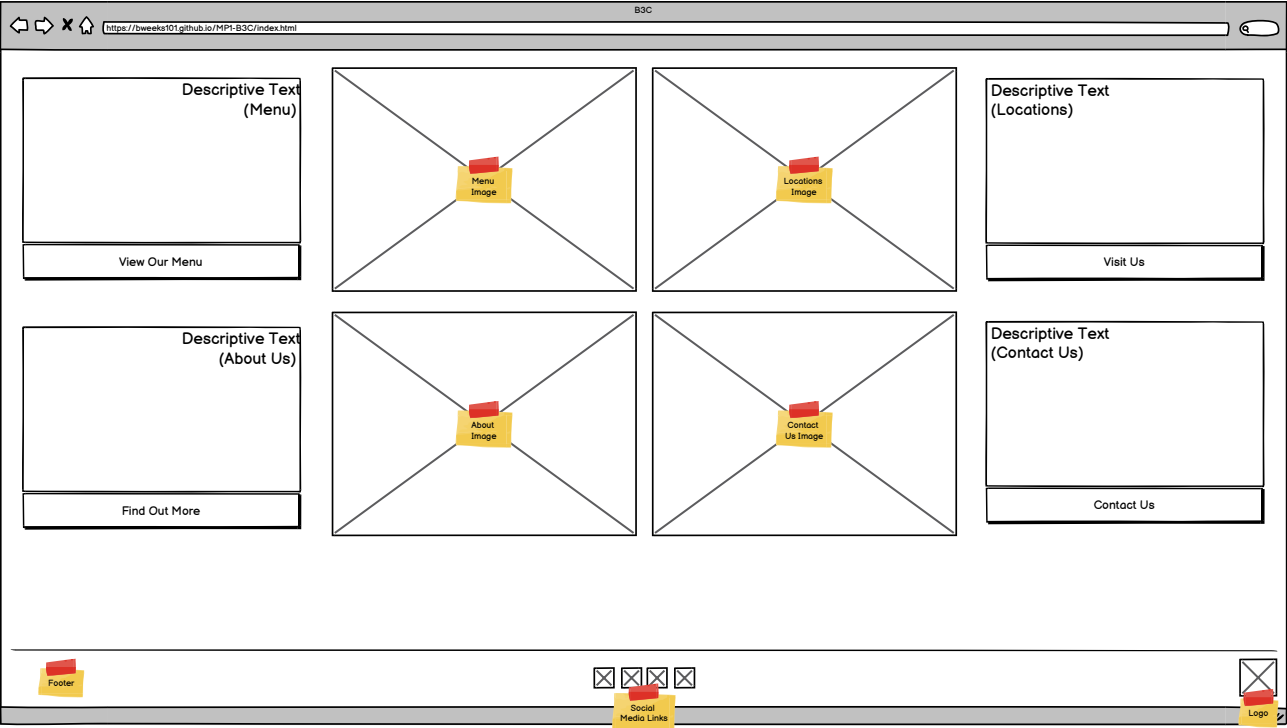 B3C
https://bweeks101.github.io/MP1-B3C/index.html
Descriptive Text
(Menu)
View Our Menu
Menu
Image
Locations
Image
Descriptive Text
(Locations)
Visit Us
Descriptive Text
(About Us)
Find Out More
About
Image
Contact
Us Image
Descriptive Text
(Contact Us)
Contact Us
Footer
Social
Media Links
Logo